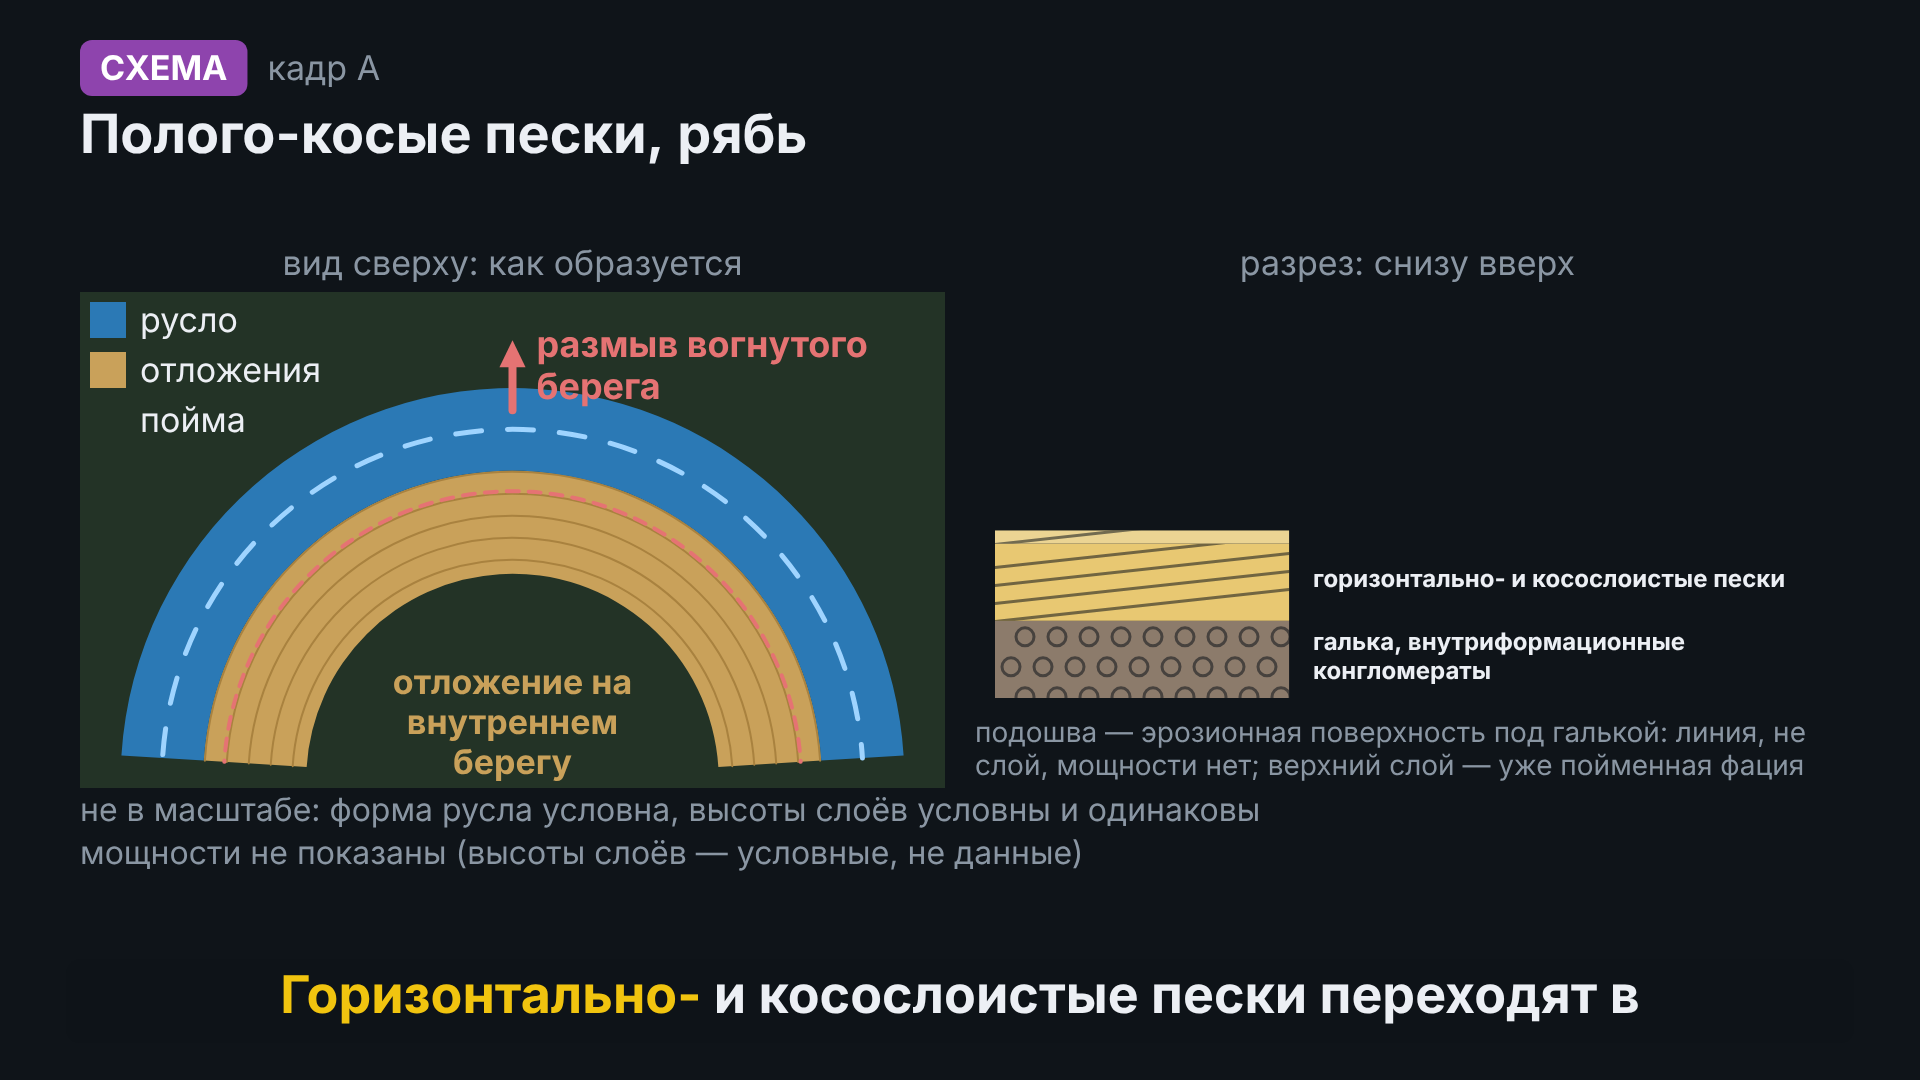 СХЕМА кадр А
Полого-косые пески, рябь
вид сверху: как образуется
разрез: снизу вверх
русло
отложения
пойма
размыв вогнутого
берега
отложение на
внутреннем
берегу
горизонтально- и косослоистые пески
галька, внутриформационные
конгломераты
подошва — эрозионная поверхность под галькой: линия, не
слой, мощности нет; верхний слой — уже пойменная фация
не в масштабе: форма русла условна, высоты слоёв условны и одинаковы
мощности не показаны (высоты слоёв — условные, не данные)
Горизонтально- и косослоистые пески переходят в